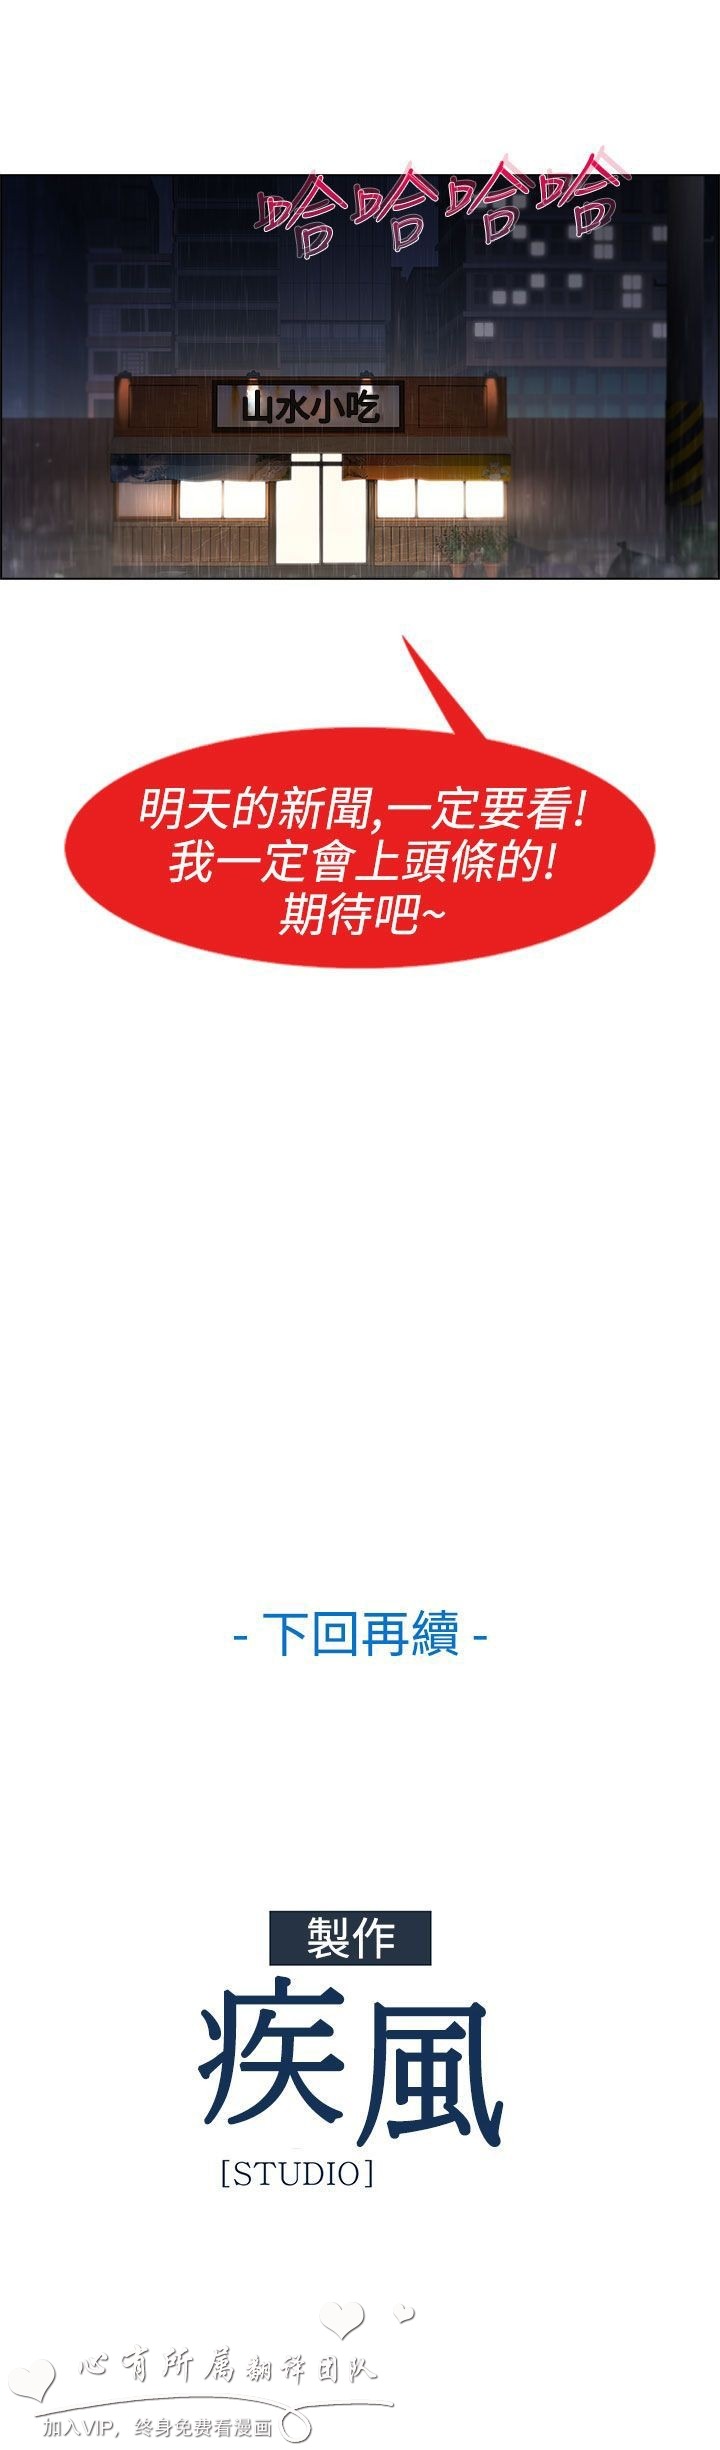 哈哈哈哈
山水小吃
明天的新聞,一定要看!
我一定會上頭條的!
期待吧~
- 下回再續 -
製作
疾風
[STUDIO]
心有所属翻译团队
加入VIP，终身免费看漫画